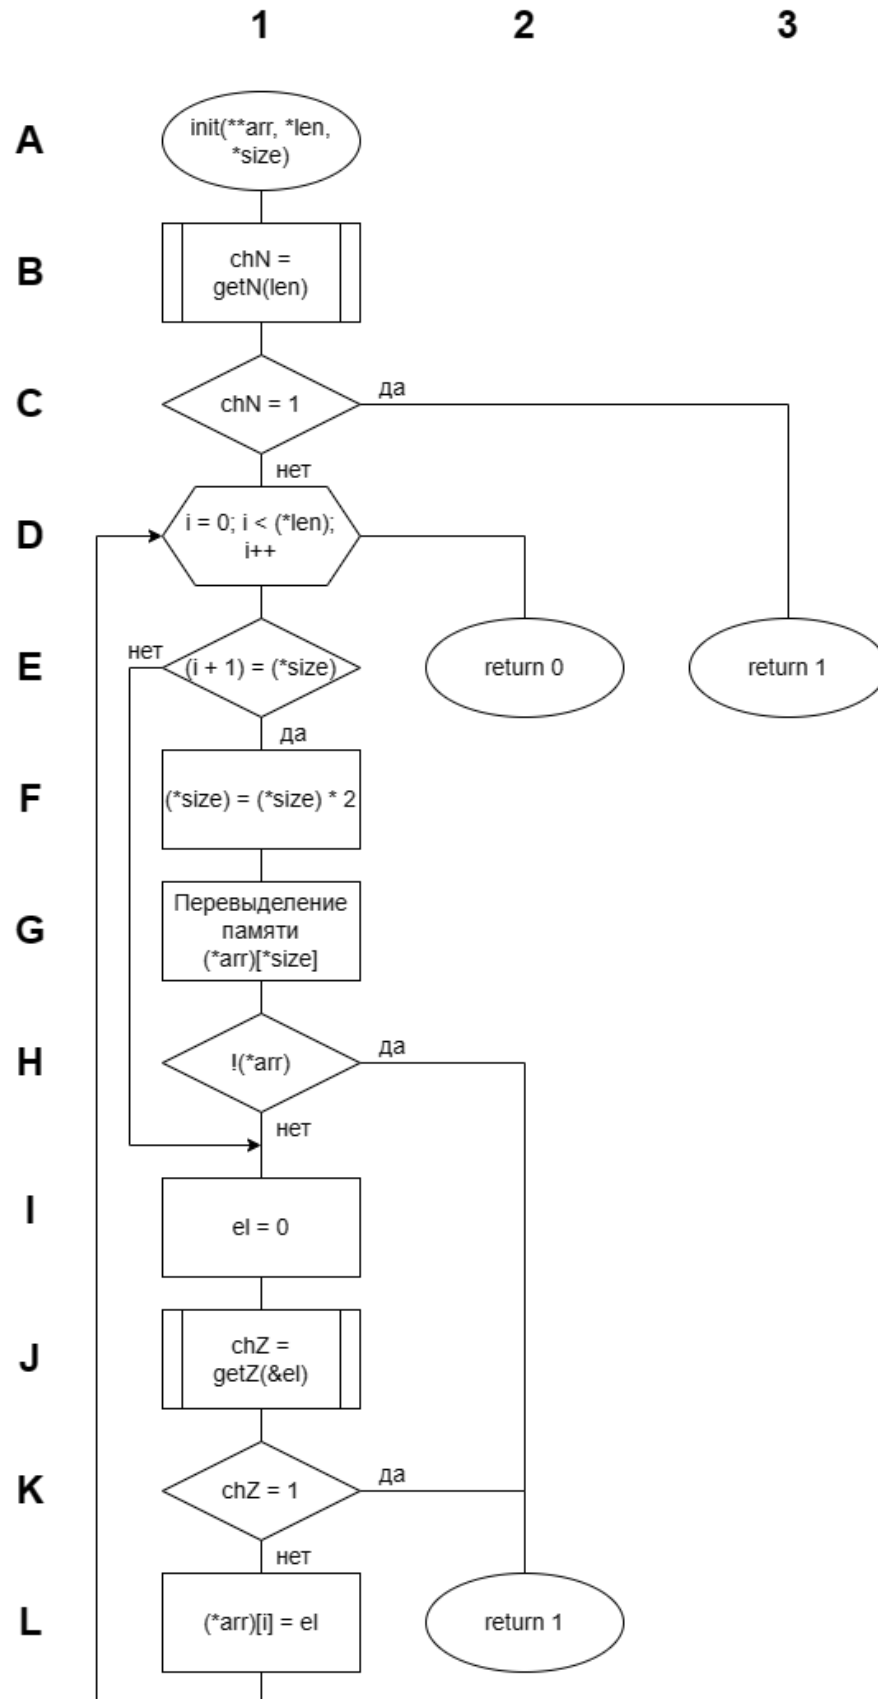 1 2 3
A
init(**arr, *len,
*size)
B
chN =
getN(len)
C
chN = 1
да
нет
D
i = 0; i < (*len);
i++
нет
E
(i + 1) = (*size)
return 0
return 1
да
F
(*size) = (*size) * 2
G
Перевыделение
памяти
(*arr)[*size]
H
!(*arr)
да
нет
I
el = 0
J
chZ =
getZ(&el)
K
chZ = 1
да
нет
L
(*arr)[i] = el
return 1